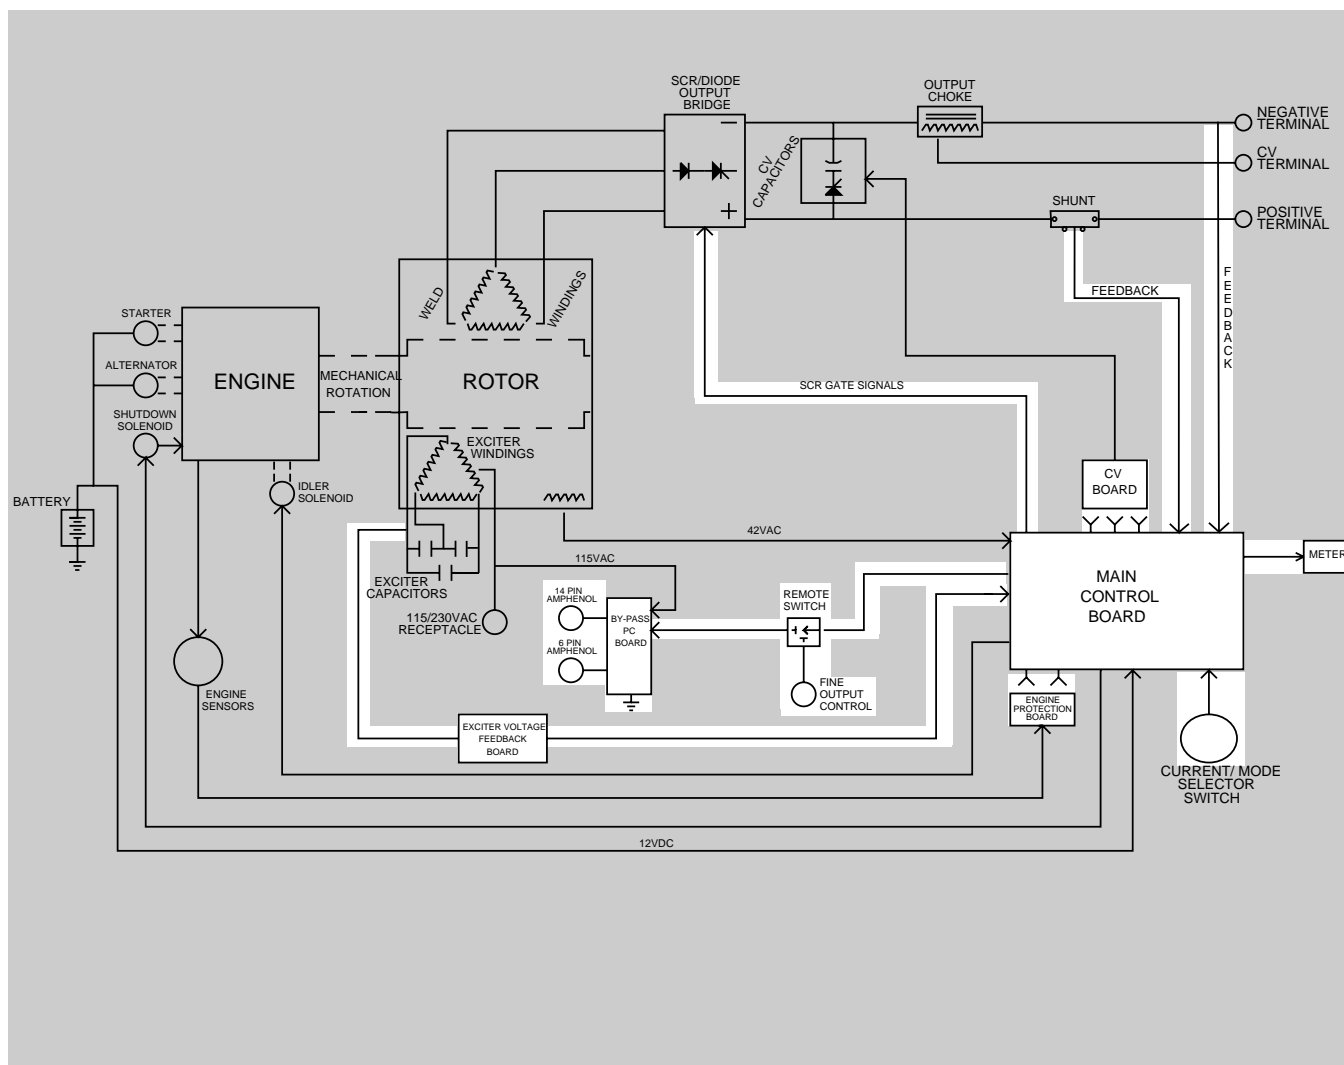 SCR/DIODE
OUTPUT
BRIDGE
OUTPUT
CHOKE
NEGATIVE
TERMINAL
CV
TERMINAL
CV
CAPACITORS
SHUNT
POSITIVE
TERMINAL
WELD
WINDINGS
FEEDBACK
FEEDBACK
STARTER
ALTERNATOR
SHUTDOWN
SOLENOID
ENGINE
MECHANICAL
ROTATION
ROTOR
SCR GATE SIGNALS
EXCITER
WINDINGS
CV
BOARD
BATTERY
IDLER
SOLENOID
42VAC
115VAC
EXCITER
CAPACITORS
METER
MAIN
CONTROL
BOARD
14 PIN
AMPHENOL
REMOTE
SWITCH
115/230VAC
RECEPTACLE
BY-PASS
PC
BOARD
6 PIN
AMPHENOL
ENGINE
SENSORS
FINE
OUTPUT
CONTROL
ENGINE
PROTECTION
BOARD
EXCITER VOLTAGE
FEEDBACK
BOARD
CURRENT/ MODE
SELECTOR
SWITCH
12VDC